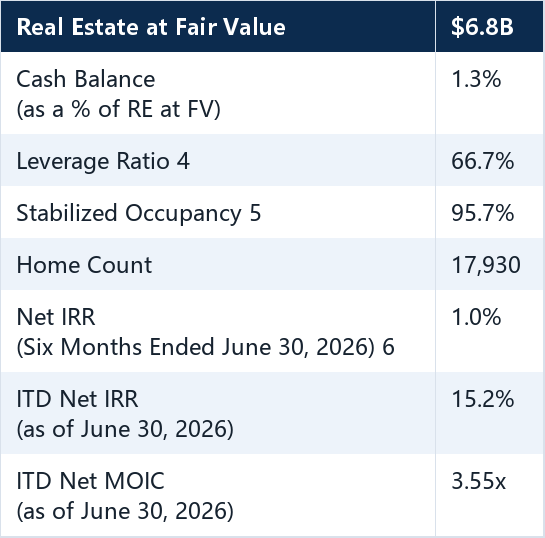 Real Estate at Fair Value $6.8B
Cash Balance 1.3%
(as a % of RE at FV)
Leverage Ratio 4 66.7%
Stabilized Occupancy 5 95.7%
Home Count 17,930
Net IRR 1.0%
(Six Months Ended June 30, 2026) 6
ITD Net IRR 15.2%
(as of June 30, 2026)
ITD Net MOIC 3.55x
(as of June 30, 2026)